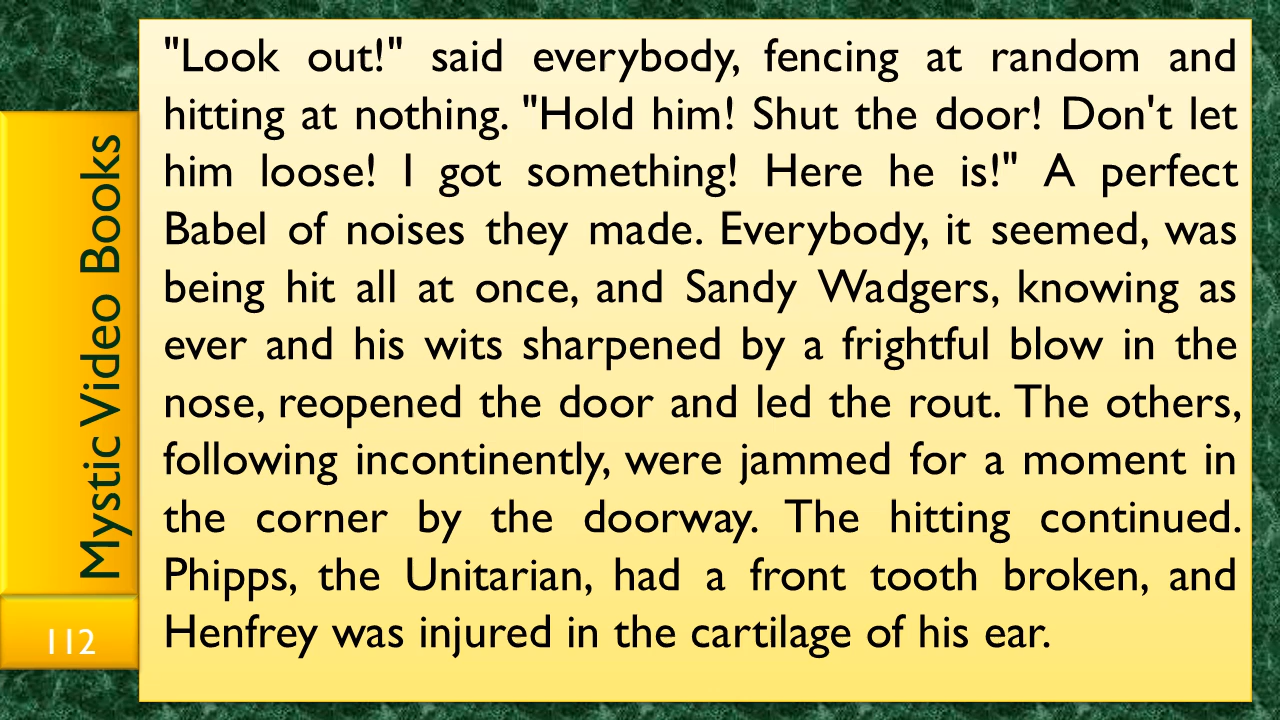 "Look out!" said everybody, fencing at random and
hitting at nothing. "Hold him! Shut the door! Don't let
him loose! I got something! Here he is!" A perfect
Babel of noises they made. Everybody, it seemed, was
being hit all at once, and Sandy Wadgers, knowing as
ever and his wits sharpened by a frightful blow in the
nose, reopened the door and led the rout. The others,
following incontinently, were jammed for a moment in
the corner by the doorway. The hitting continued.
Phipps, the Unitarian, had a front tooth broken, and
Henfrey was injured in the cartilage of his ear.
Mystic Video Books
112